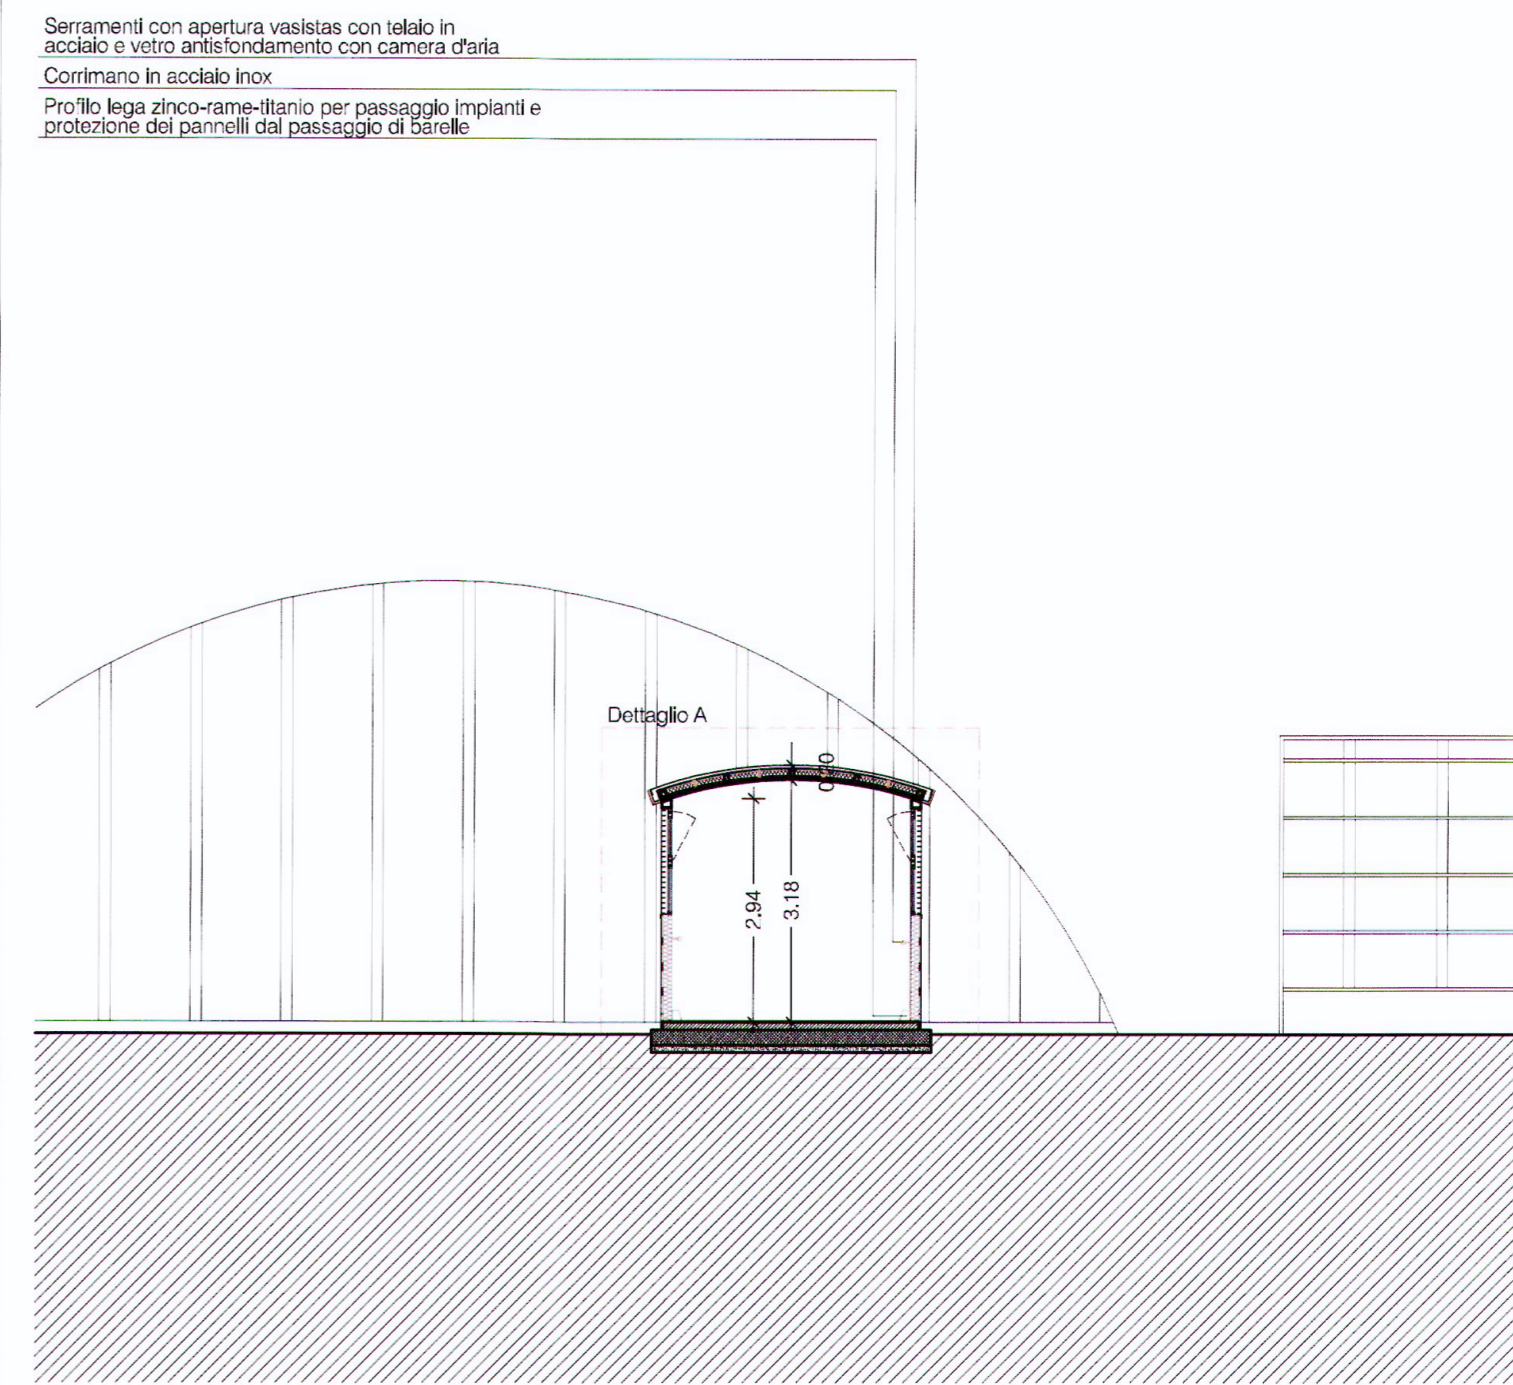 Serramenti con apertura vasistas con telaio in
acciaio e vetro antisfondamento con camera d'aria
Corrimano in acciaio inox
Profilo lega zinco-rame-titanio per passaggio impianti e
protezione dei pannelli dal passaggio di barelle
Dettaglio A
2.94
3.18